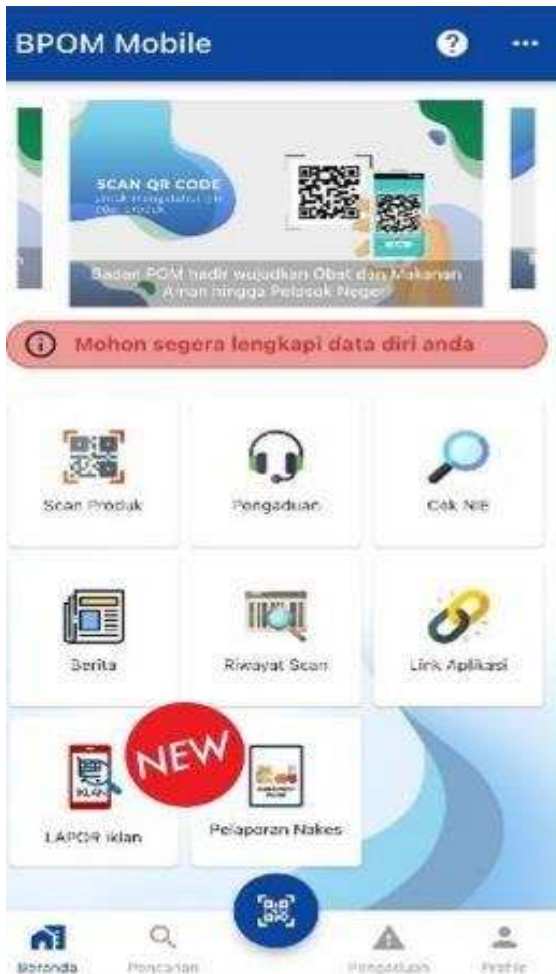 BPOM Mobile
SCAN QR CODE
Badan POM hadir wujudkan Obat dan Makanan
Aman hingga Pelosok Negeri
Mohon segera lengkapi data diri anda
Scan Produk
Pengaduan
Cek NIE
Berita
Riwayat Scan
Link Aplikasi
NEW
IKLAN
LAPOR iklan
Pelaporan Nakes
Beranda
Pencarian
Pengaduan
Profile